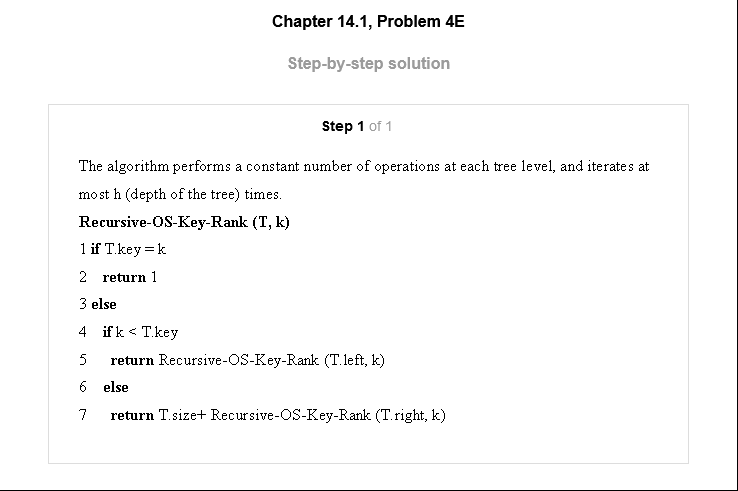 Chapter 14.1, Problem 4E
Step-by-step solution
Step 1 of 1
The algorithm performs a constant number of operations at each tree level, and iterates at
most h (depth of the tree) times.
Recursive-OS-Key-Rank (T, k)
1 if T.key = k
2 return 1
3 else
4 if k < T.key
5 return Recursive-OS-Key-Rank (T.left, k)
6 else
7 return T.size+ Recursive-OS-Key-Rank (T.right, k)